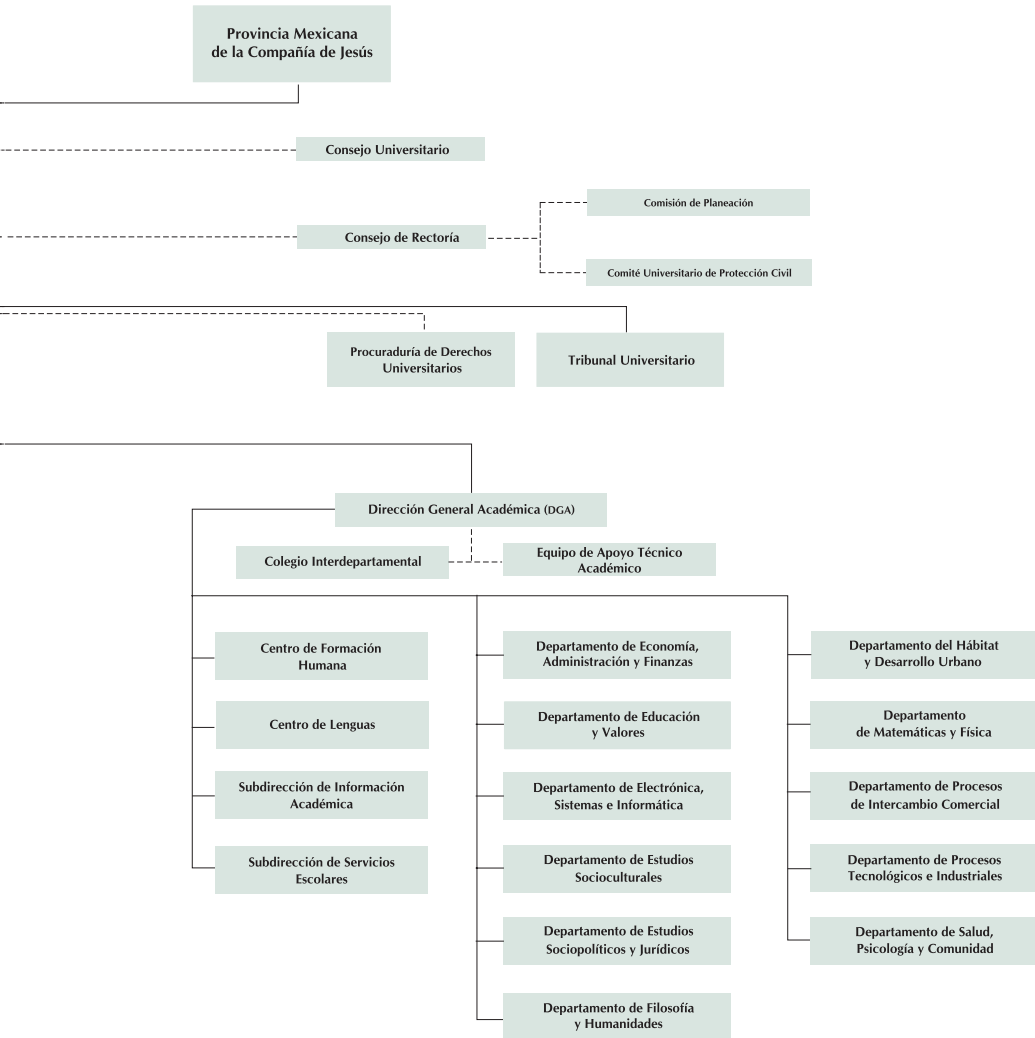 Provincia Mexicana
de la Compañía de Jesús
Consejo Universitario
Comisión de Planeación
Consejo de Rectoría
Comité Universitario de Protección Civil
Procuraduría de Derechos
Universitarios
Tribunal Universitario
Dirección General Académica (DGA)
Colegio Interdepartamental
Equipo de Apoyo Técnico
Académico
Centro de Formación
Humana
Centro de Lenguas
Subdirección de Información
Académica
Subdirección de Servicios
Escolares
Departamento de Economía,
Administración y Finanzas
Departamento de Educación
y Valores
Departamento de Electrónica,
Sistemas e Informática
Departamento de Estudios
Socioculturales
Departamento de Estudios
Sociopolíticos y Jurídicos
Departamento de Filosofía
y Humanidades
Departamento del Hábitat
y Desarrollo Urbano
Departamento
de Matemáticas y Física
Departamento de Procesos
de Intercambio Comercial
Departamento de Procesos
Tecnológicos e Industriales
Departamento de Salud,
Psicología y Comunidad